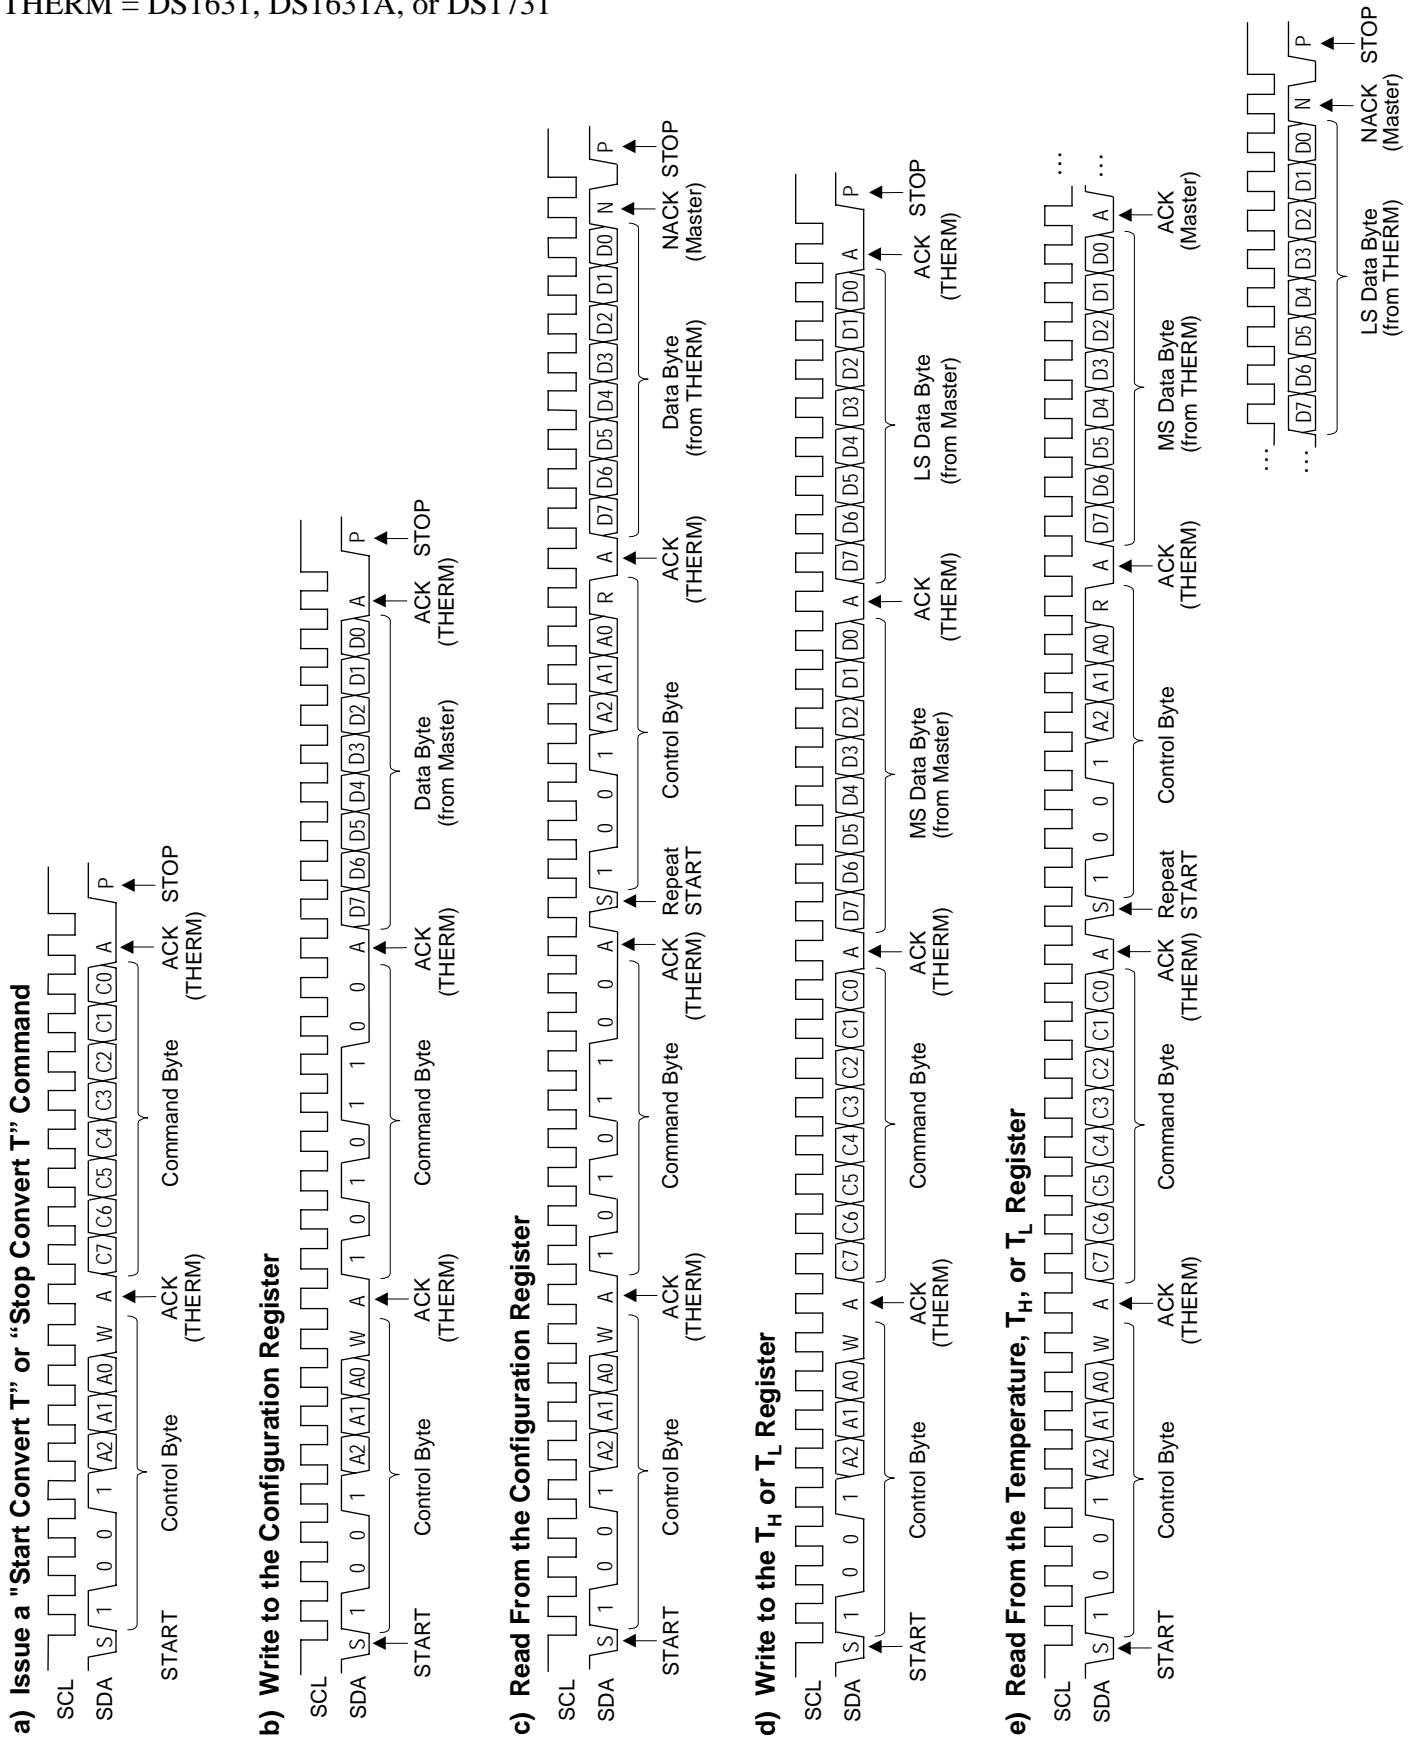 THERM = DS1631, DS1631A, or DS1731
a) Issue a "Start Convert T" or “Stop Convert T” Command
SCL
SDA S 1 0 0 1 A2 A1 A0 W A C7 C6 C5 C4 C3 C2 C1 C0 A P
START Control Byte ACK (THERM) Command Byte ACK (THERM) STOP
b) Write to the Configuration Register
SCL
SDA S 1 0 0 1 A2 A1 A0 W A 1 0 1 0 1 1 0 0 A D7 D6 D5 D4 D3 D2 D1 D0 A P
START Control Byte ACK (THERM) Command Byte ACK (THERM) Data Byte (from Master) ACK (THERM) STOP
c) Read From the Configuration Register
SCL
SDA S 1 0 0 1 A2 A1 A0 W A 1 0 1 0 1 1 0 0 A S 1 0 0 1 A2 A1 A0 R A D7 D6 D5 D4 D3 D2 D1 D0 N P
START Control Byte ACK (THERM) Command Byte ACK (THERM) Repeat START Control Byte ACK (THERM) Data Byte (from THERM) NACK (Master) STOP
d) Write to the TH or TL Register
SCL
SDA S 1 0 0 1 A2 A1 A0 W A C7 C6 C5 C4 C3 C2 C1 C0 A D7 D6 D5 D4 D3 D2 D1 D0 A D7 D6 D5 D4 D3 D2 D1 D0 A P
START Control Byte ACK (THERM) Command Byte ACK (THERM) MS Data Byte (from Master) ACK (THERM) LS Data Byte (from Master) ACK (THERM) STOP
e) Read From the Temperature, TH, or TL Register
SCL ...
SDA S 1 0 0 1 A2 A1 A0 W A C7 C6 C5 C4 C3 C2 C1 C0 A S 1 0 0 1 A2 A1 A0 R A D7 D6 D5 D4 D3 D2 D1 D0 A ...
START Control Byte ACK (THERM) Command Byte ACK (THERM) Repeat START Control Byte ACK (THERM) MS Data Byte (from THERM) ACK (Master)
...
... D7 D6 D5 D4 D3 D2 D1 D0 N P
LS Data Byte (from THERM) NACK (Master) STOP